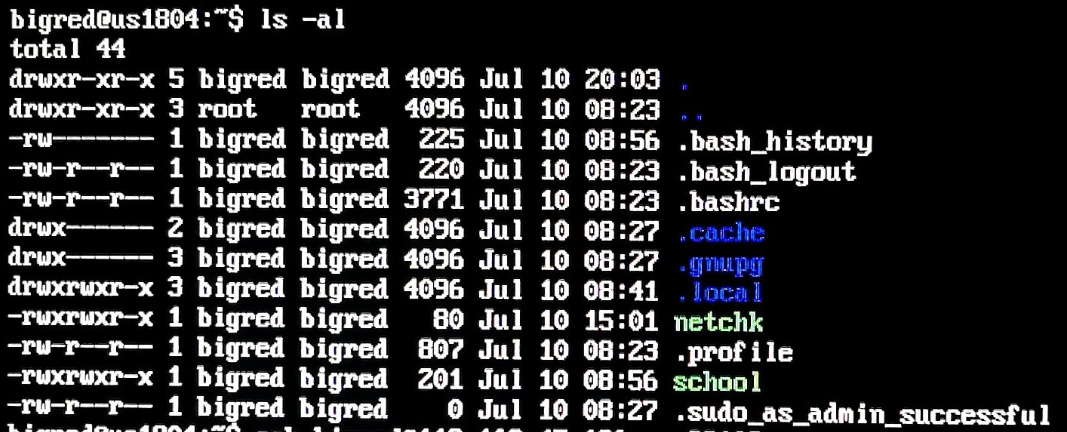 bigred@us1804:~$ ls -al
total 44
drwxr-xr-x 5 bigred bigred 4096 Jul 10 20:03 .
drwxr-xr-x 3 root   root   4096 Jul 10 08:23 ..
-rw------- 1 bigred bigred  225 Jul 10 08:56 .bash_history
-rw-r--r-- 1 bigred bigred  220 Jul 10 08:23 .bash_logout
-rw-r--r-- 1 bigred bigred 3771 Jul 10 08:23 .bashrc
drwx------ 2 bigred bigred 4096 Jul 10 08:27 .cache
drwx------ 3 bigred bigred 4096 Jul 10 08:27 .gnupg
drwxrwxr-x 3 bigred bigred 4096 Jul 10 08:41 .local
-rwxrwxr-x 1 bigred bigred   80 Jul 10 15:01 netchk
-rw-r--r-- 1 bigred bigred  807 Jul 10 08:23 .profile
-rwxrwxr-x 1 bigred bigred  201 Jul 10 08:56 school
-rw-r--r-- 1 bigred bigred    0 Jul 10 08:27 .sudo_as_admin_successful
bigred@us1804:~$